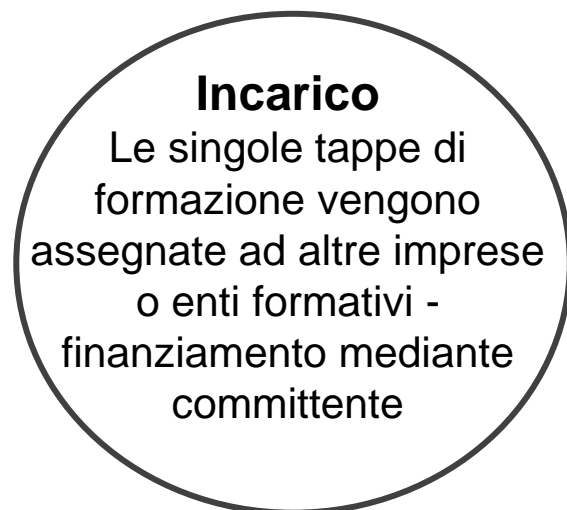 Incarico
Le singole tappe di
formazione vengono
assegnate ad altre imprese
o enti formativi -
finanziamento mediante
committente